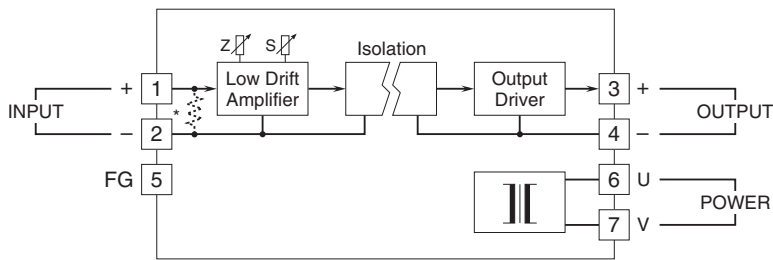 Z
S
Isolation
INPUT
+
1
Low Drift
Amplifier
Output
Driver
3
+
OUTPUT
*
−
2
4
−
FG
5
6
U
POWER
7
V